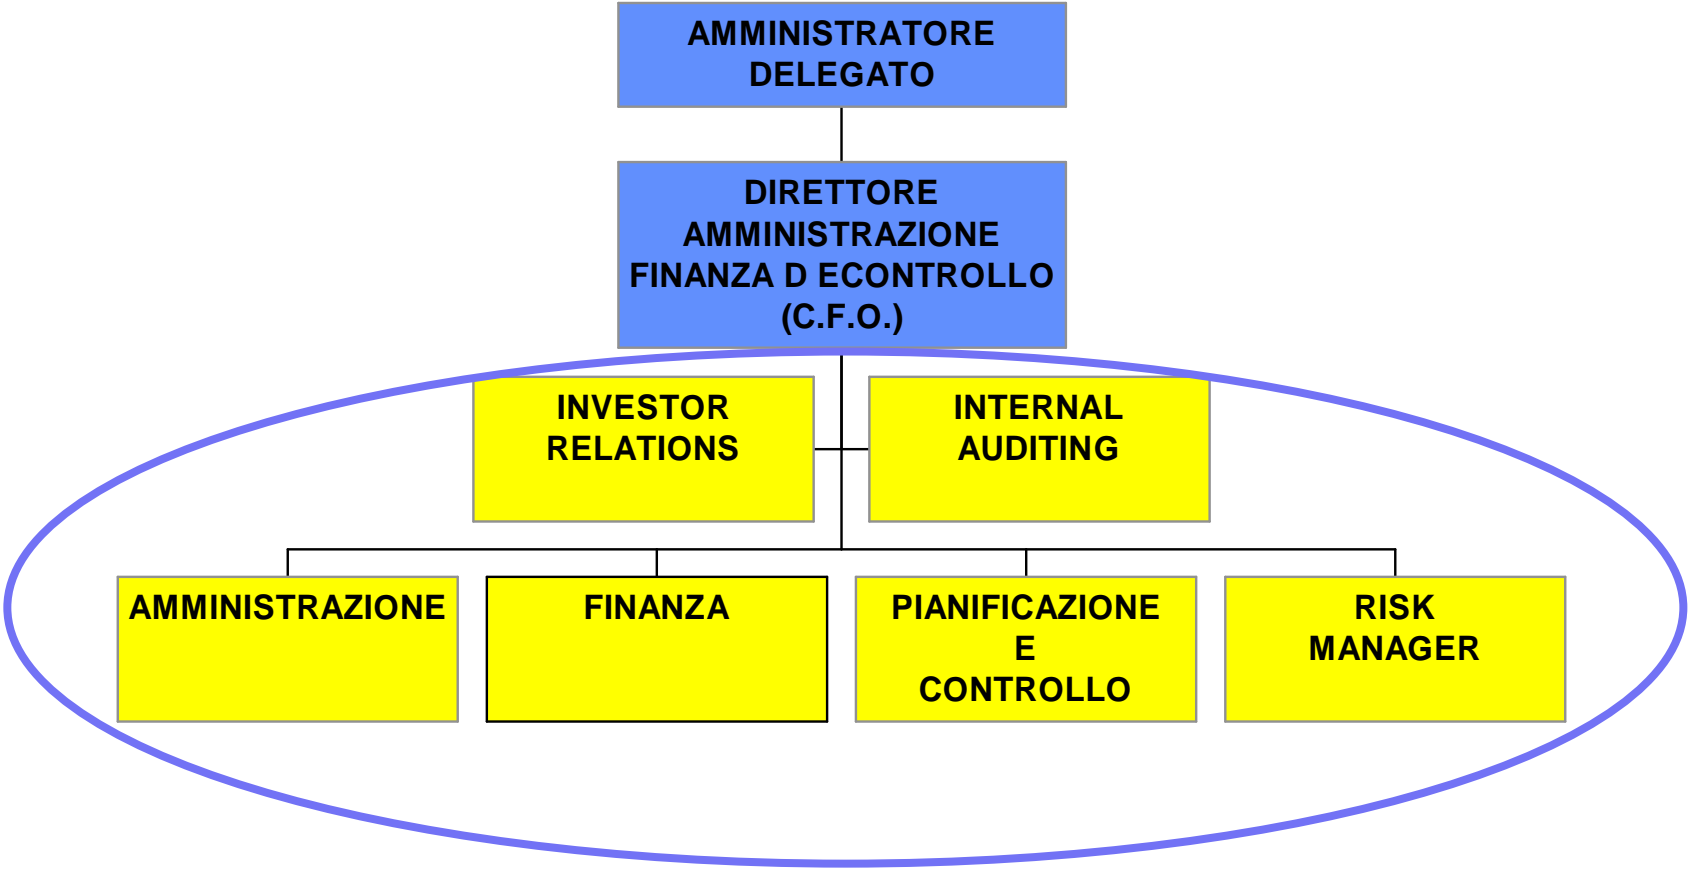 AMMINISTRATORE
DELEGATO
DIRETTORE
AMMINISTRAZIONE
FINANZA D ECONTROLLO
(C.F.O.)
INVESTOR
RELATIONS
INTERNAL
AUDITING
AMMINISTRAZIONE
FINANZA
PIANIFICAZIONE
E
CONTROLLO
RISK
MANAGER